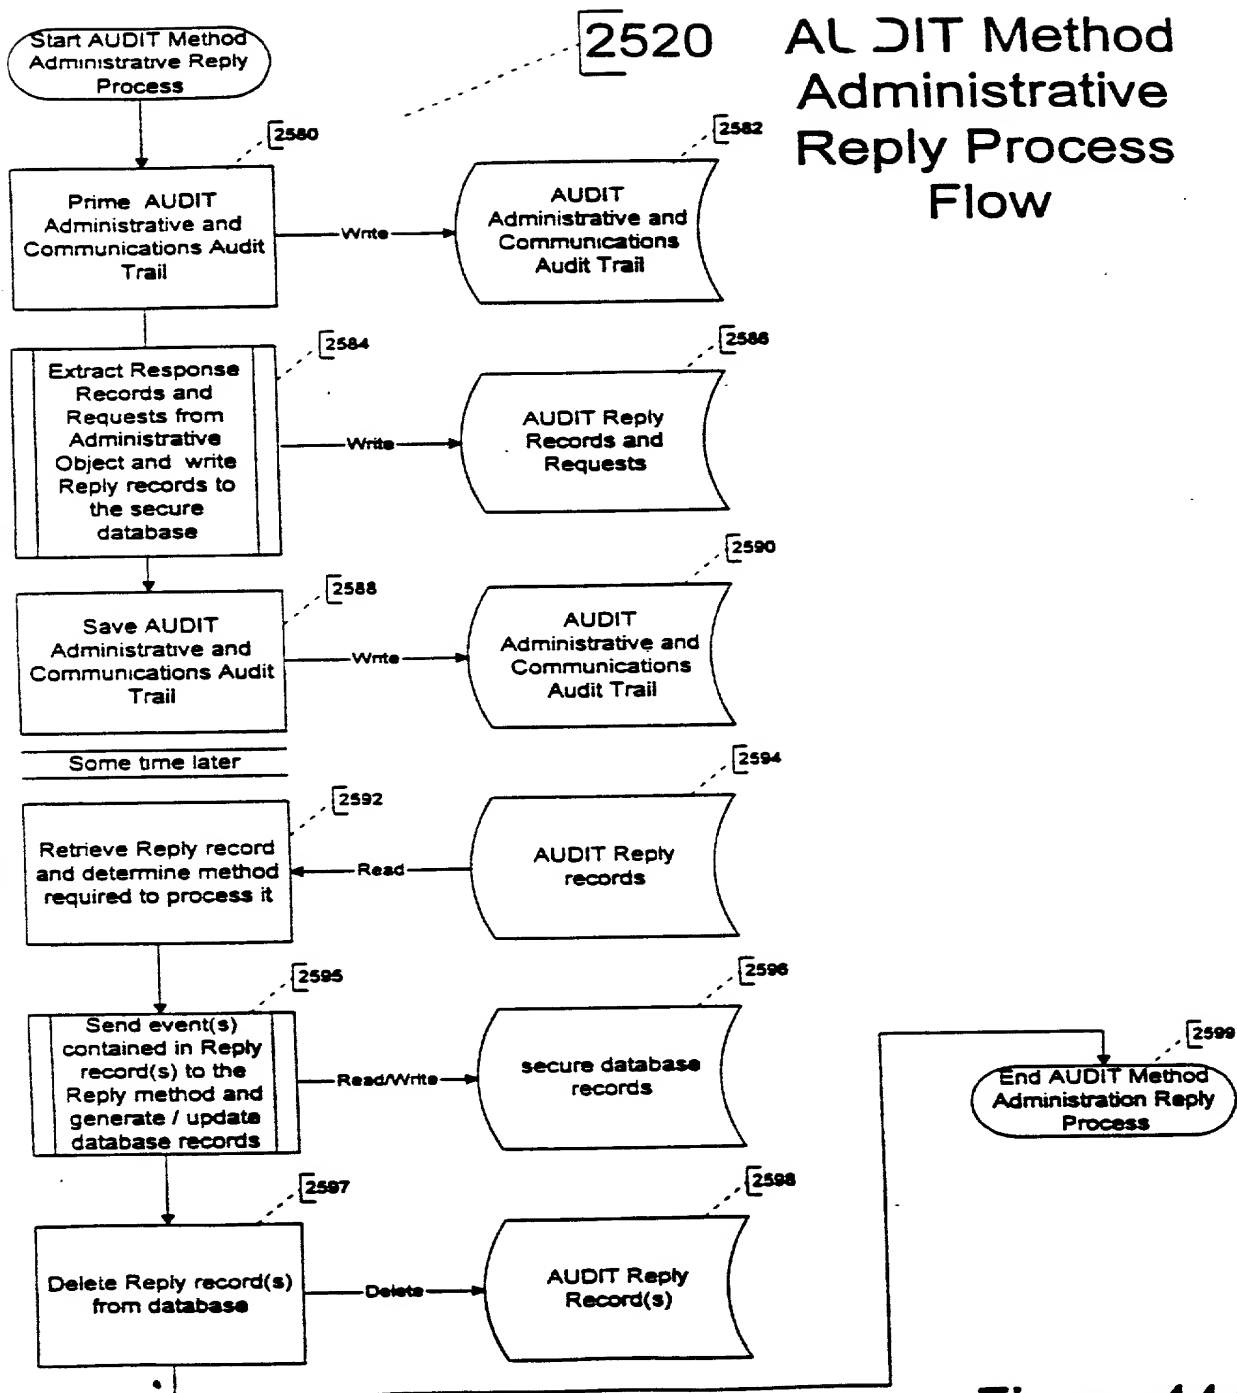 Start AUDIT Method
Administrative Reply
Process
2520
AUDIT Method
Administrative
Reply Process
Flow
2580
Prime AUDIT
Administrative and
Communications Audit
Trail
Write
2582
AUDIT
Administrative and
Communications
Audit Trail
2584
Extract Response
Records and
Requests from
Administrative
Object and write
Reply records to
the secure
database
Write
2586
AUDIT Reply
Records and
Requests
2588
Save AUDIT
Administrative and
Communications Audit
Trail
Write
2590
AUDIT
Administrative and
Communications
Audit Trail
Some time later
2592
Retrieve Reply record
and determine method
required to process it
Read
2594
AUDIT Reply
records
2595
Send event(s)
contained in Reply
record(s) to the
Reply method and
generate / update
database records
Read/Write
2596
secure database
records
2599
End AUDIT Method
Administration Reply
Process
2597
Delete Reply record(s)
from database
Delete
2598
AUDIT Reply
Record(s)